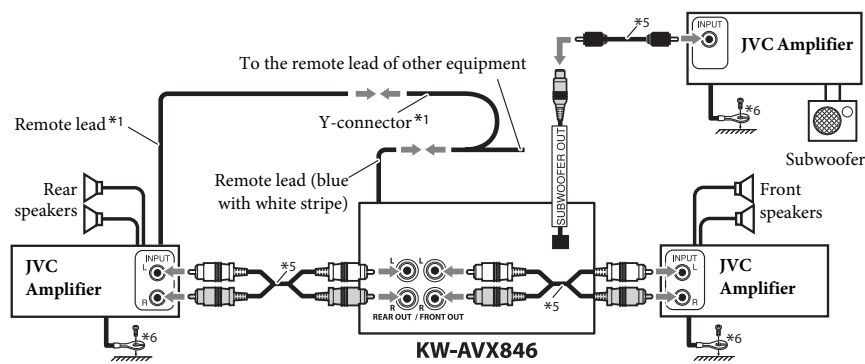 *5
INPUT
JVC Amplifier
To the remote lead of other equipment
Y-connector*1
Remote lead*1
*6
Subwoofer
Remote lead (blue
with white stripe)
SUBWOOFER OUT
Rear
speakers
Front
speakers
JVC
Amplifier
INPUT
L
R
*5
L
L
R
R
REAR OUT / FRONT OUT
*5
INPUT
L
R
JVC
Amplifier
*6
*6
KW-AVX846